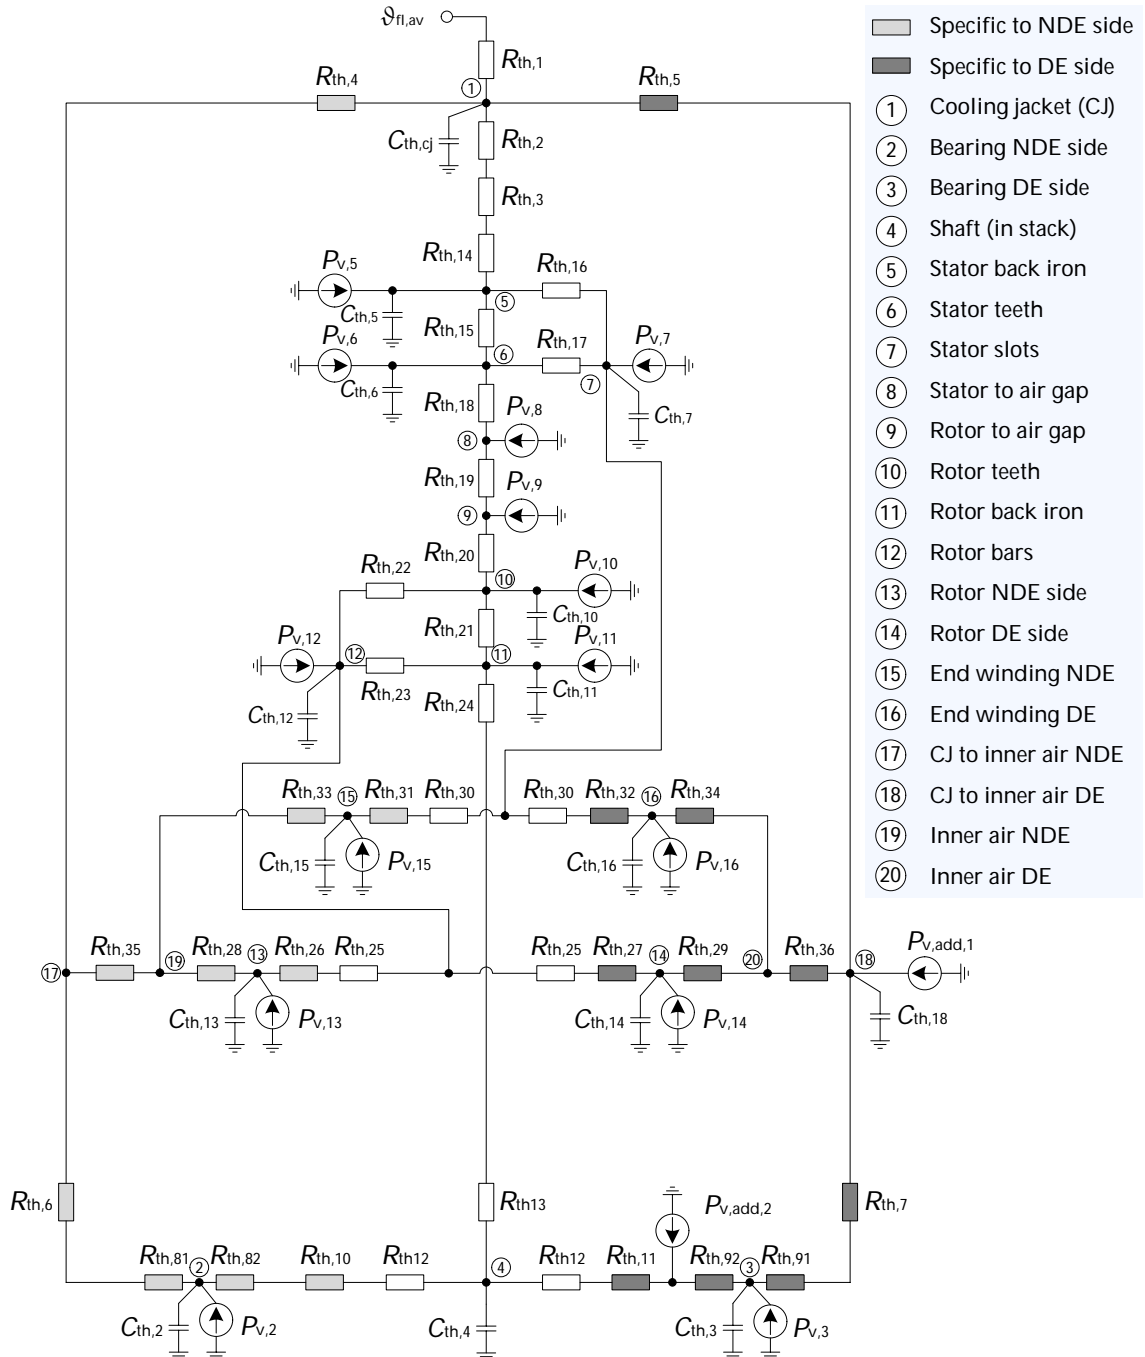 ϑfl,av
Rth,1
Rth,4
Rth,5
1
Cth,cj
Rth,2
Rth,3
Rth,14
Pv,5
Rth,16
5
Cth,5
Rth,15
Pv,6
Rth,17
Pv,7
6
7
Cth,6
Rth,18
Pv,8
Cth,7
8
Rth,19
Pv,9
9
Rth,20
Rth,22
10
Pv,10
Cth,10
Rth,21
Pv,12
Pv,11
12
11
Rth,23
Cth,11
Rth,24
Cth,12
Rth,33
15
Rth,31
Rth,30
Rth,30
Rth,32
16
Rth,34
Cth,15
Pv,15
Cth,16
Pv,16
17
Rth,35
19
Rth,28
13
Rth,26
Rth,25
Rth,25
Rth,27
14
Rth,29
20
Rth,36
18
Pv,add,1
Cth,13
Pv,13
Cth,14
Pv,14
Cth,18
Rth,6
Rth13
Pv,add,2
Rth,7
Rth,81
2
Rth,82
Rth,10
Rth12
4
Rth12
Rth,11
Rth,92
3
Rth,91
Cth,2
Pv,2
Cth,4
Cth,3
Pv,3
Specific to NDE side
Specific to DE side
1 Cooling jacket (CJ)
2 Bearing NDE side
3 Bearing DE side
4 Shaft (in stack)
5 Stator back iron
6 Stator teeth
7 Stator slots
8 Stator to air gap
9 Rotor to air gap
10 Rotor teeth
11 Rotor back iron
12 Rotor bars
13 Rotor NDE side
14 Rotor DE side
15 End winding NDE
16 End winding DE
17 CJ to inner air NDE
18 CJ to inner air DE
19 Inner air NDE
20 Inner air DE